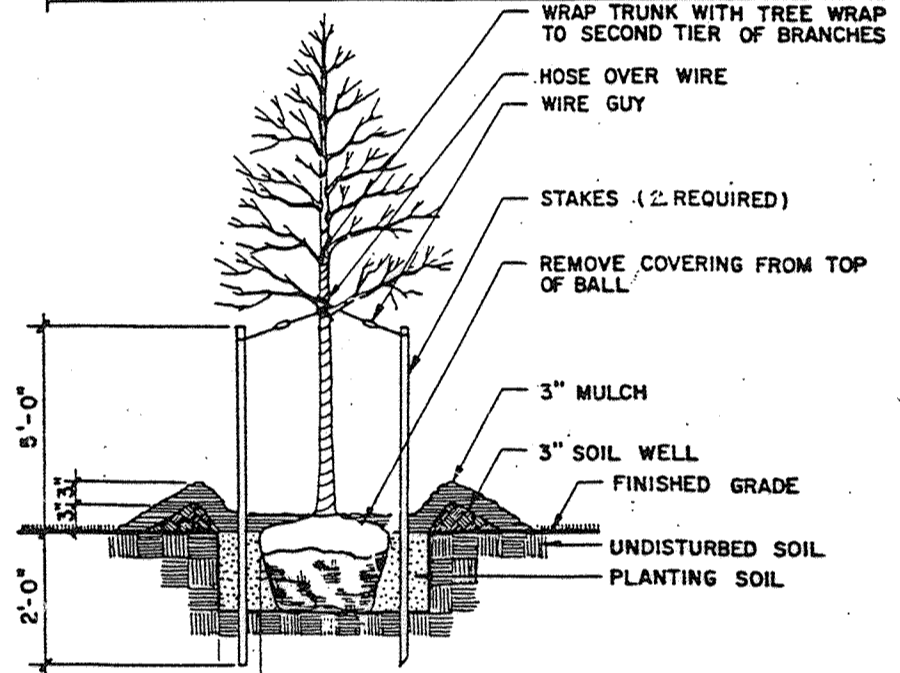 WRAP TRUNK WITH TREE WRAP
TO SECOND TIER OF BRANCHES
HOSE OVER WIRE
WIRE GUY
STAKES (2 REQUIRED)
REMOVE COVERING FROM TOP
OF BALL
3" MULCH
3" SOIL WELL
FINISHED GRADE
UNDISTURBED SOIL
PLANTING SOIL
5'-0"
3" 3"
2'-0"